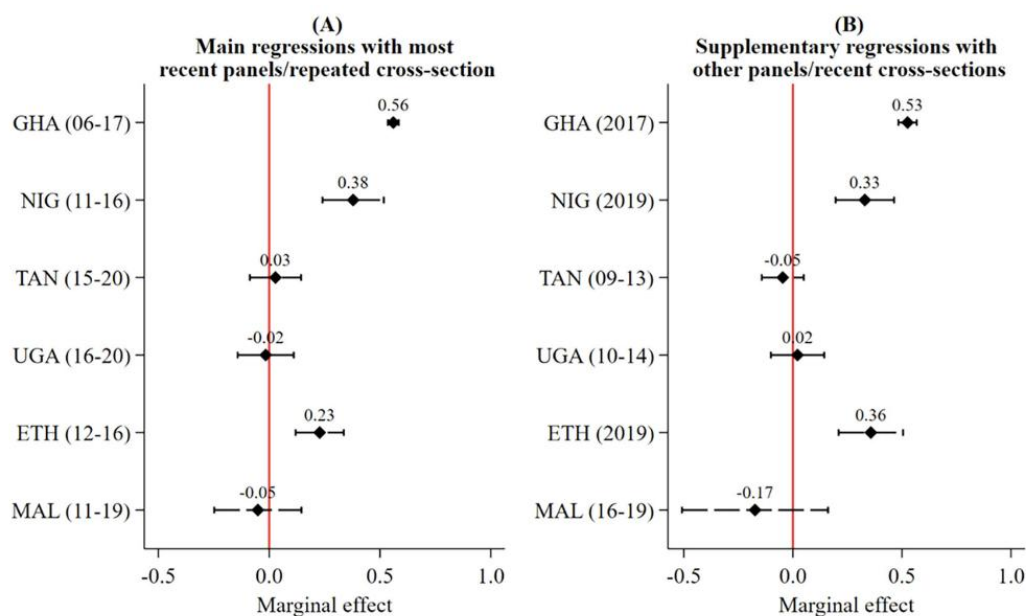 (A)
Main regressions with most
recent panels/repeated cross-section
GHA (06-17)
0.56
NIG (11-16)
0.38
TAN (15-20)
0.03
UGA (16-20)
-0.02
ETH (12-16)
0.23
MAL (11-19)
-0.05
-0.5 0.0 0.5 1.0
Marginal effect
(B)
Supplementary regressions with
other panels/recent cross-sections
GHA (2017)
0.53
NIG (2019)
0.33
TAN (09-13)
-0.05
UGA (10-14)
0.02
ETH (2019)
0.36
MAL (16-19)
-0.17
-0.5 0.0 0.5 1.0
Marginal effect